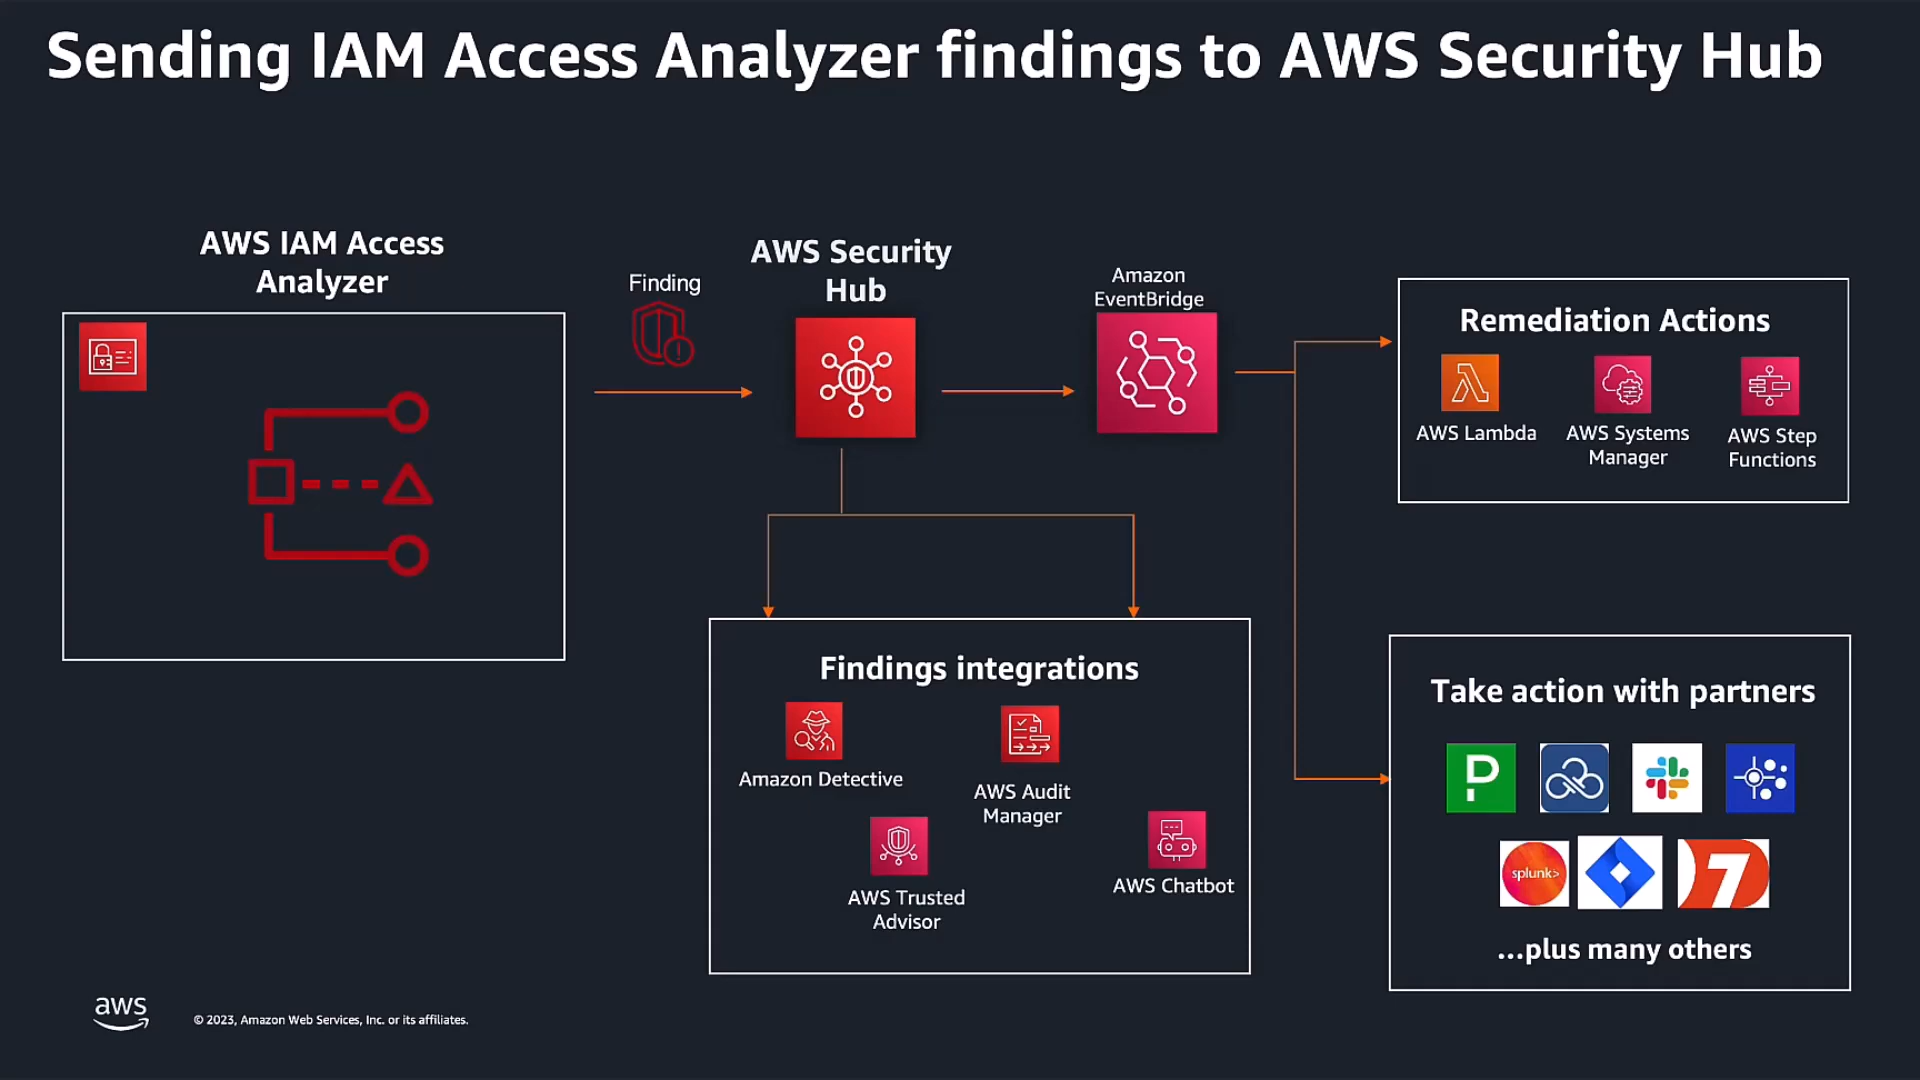 Sending IAM Access Analyzer findings to AWS Security Hub
AWS IAM Access
Analyzer
Finding
AWS Security
Hub
Amazon
EventBridge
Remediation Actions
AWS Lambda
AWS Systems
Manager
AWS Step
Functions
Findings integrations
Amazon Detective
AWS Audit
Manager
AWS Trusted
Advisor
AWS Chatbot
Take action with partners
P
splunk>
7
...plus many others
aws
© 2023, Amazon Web Services, Inc. or its affiliates.